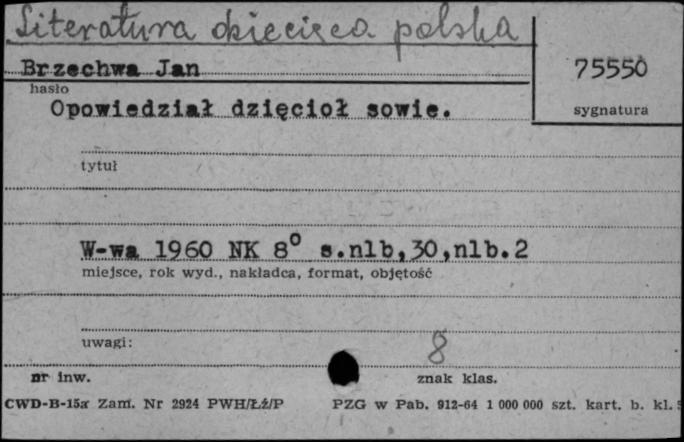 Literatura dziecięca polska
Brzechwa Jan
75550
hasło
sygnatura
Opowiedział dzięcioł sowie.
tytuł
W-wa 1960 NK 8° s.nlb,30,nlb.2
miejsce, rok wyd., nakładca, format, objętość
uwagi:
8
nr inw.
znak klas.
CWD-B-15a Zam. Nr 2924 PWH/Łź/P PZG w Pab. 912-64 1 000 000 szt. kart. b. kl.